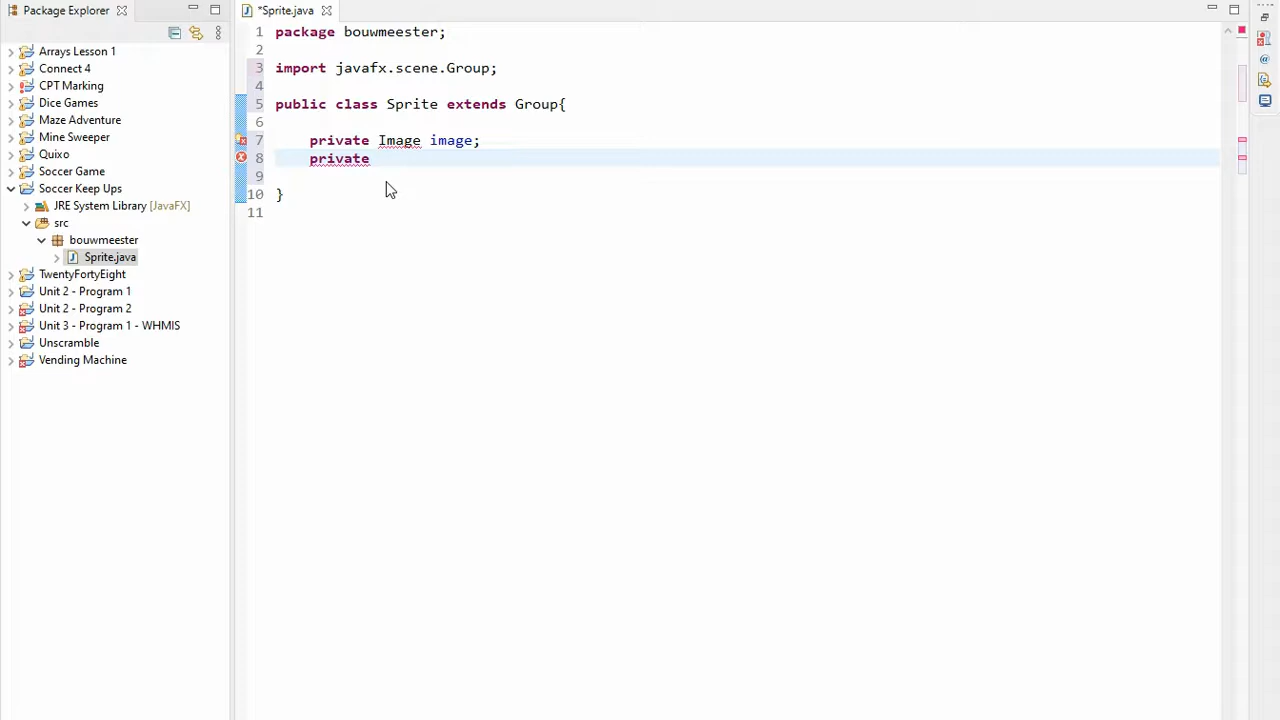 Package Explorer
Arrays Lesson 1
Connect 4
CPT Marking
Dice Games
Maze Adventure
Mine Sweeper
Quixo
Soccer Game
Soccer Keep Ups
JRE System Library [JavaFX]
src
bouwmeester
Sprite.java
TwentyFortyEight
Unit 2 - Program 1
Unit 2 - Program 2
Unit 3 - Program 1 - WHMIS
Unscramble
Vending Machine
*Sprite.java
1 package bouwmeester;
2
3 import javafx.scene.Group;
4
5 public class Sprite extends Group{
6
7 private Image image;
8 private
9
10 }
11